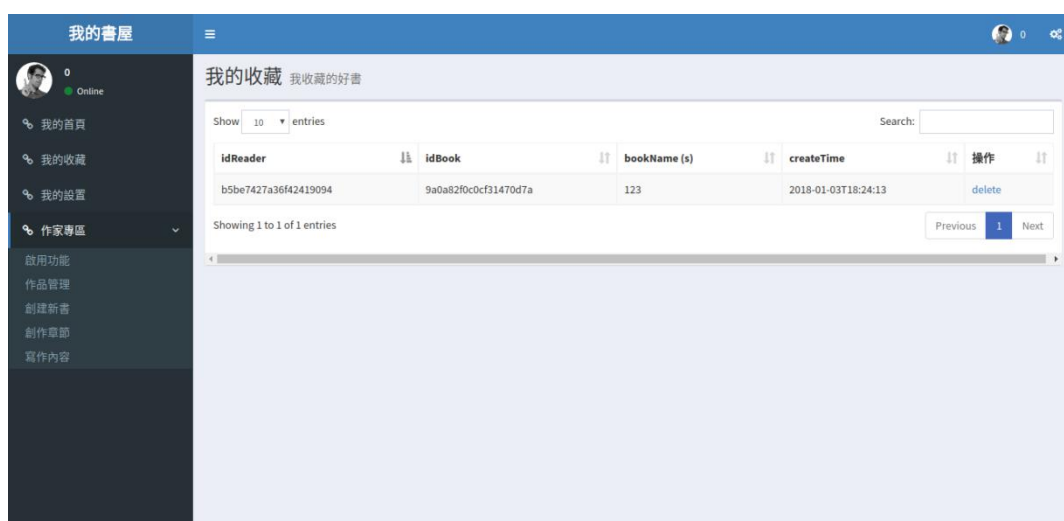 我的書屋
0
0
Online
我的首頁
我的收藏
我的設置
作家專區
啟用功能
作品管理
創建新書
創作章節
寫作內容
我的收藏 我收藏的好書
Show 10 entries
Search:
idReader idBook bookName (s) createTime 操作
b5be7427a36f42419094 9a0a82f0c0cf31470d7a 123 2018-01-03T18:24:13 delete
Showing 1 to 1 of 1 entries
Previous 1 Next